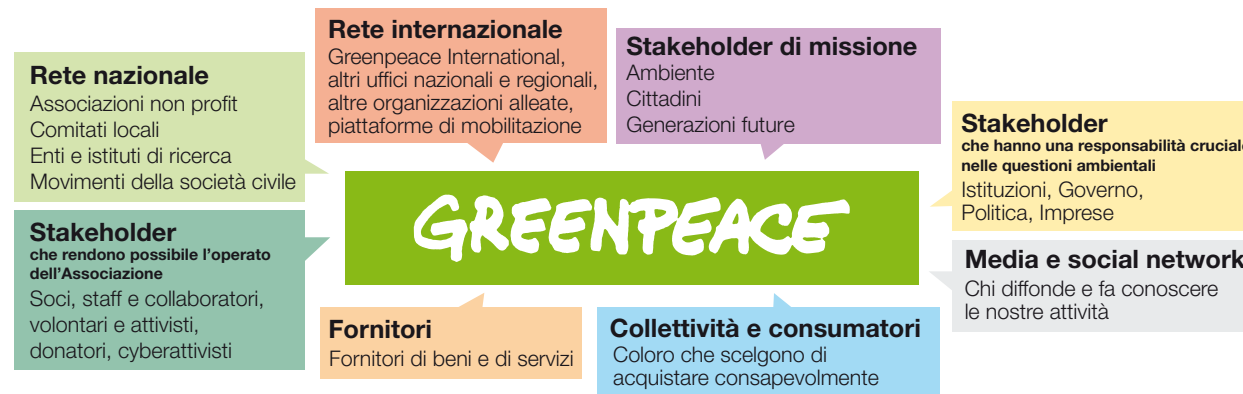 Rete nazionale
Associazioni non profit
Comitati locali
Enti e istituti di ricerca
Movimenti della società civile
Rete internazionale
Greenpeace International,
altri uffici nazionali e regionali,
altre organizzazioni alleate,
piattaforme di mobilitazione
Stakeholder di missione
Ambiente
Cittadini
Generazioni future
Stakeholder
che hanno una responsabilità cruciale
nelle questioni ambientali
Istituzioni, Governo,
Politica, Imprese
GREENPEACE
Stakeholder
che rendono possibile l'operato
dell'Associazione
Soci, staff e collaboratori,
volontari e attivisti,
donatori, cyberattivisti
Fornitori
Fornitori di beni e di servizi
Collettività e consumatori
Coloro che scelgono di
acquistare consapevolmente
Media e social network
Chi diffonde e fa conoscere
le nostre attività